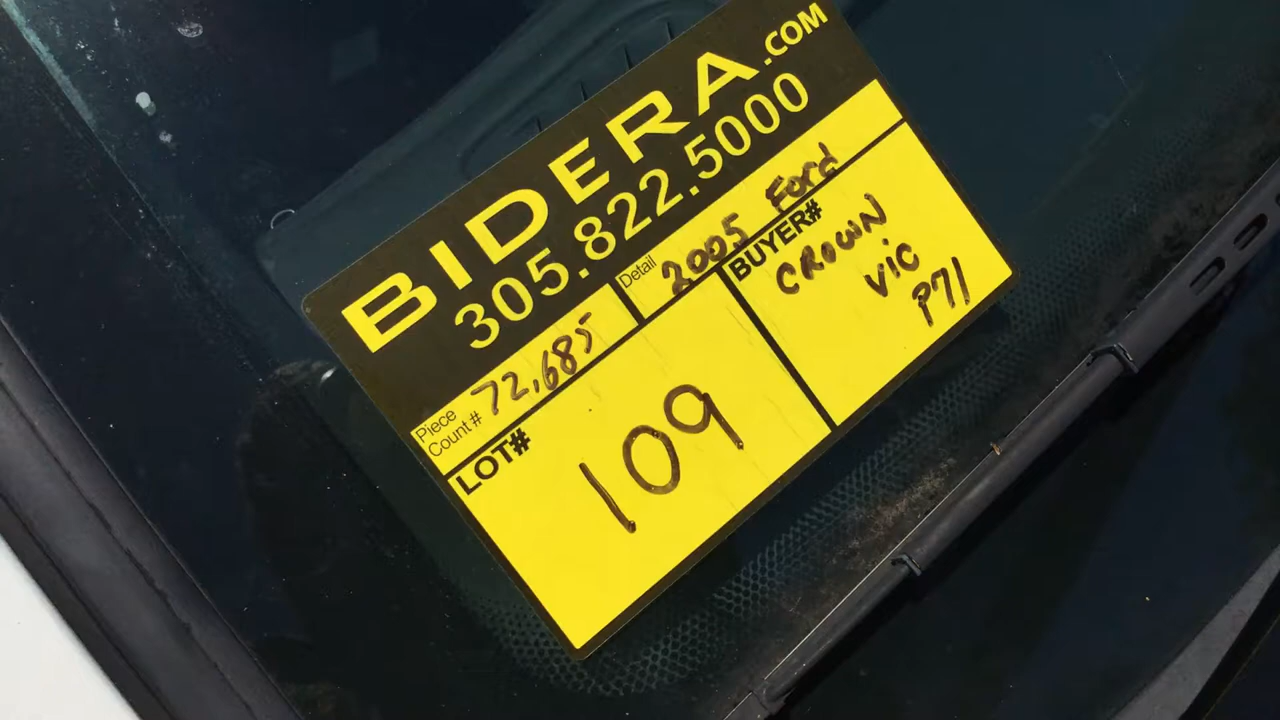 BIDERA.COM
305.822.5000
Piece Count# 72,685
Detail 2005 Ford
LOT# 109
BUYER# CROWN
VIC
P71